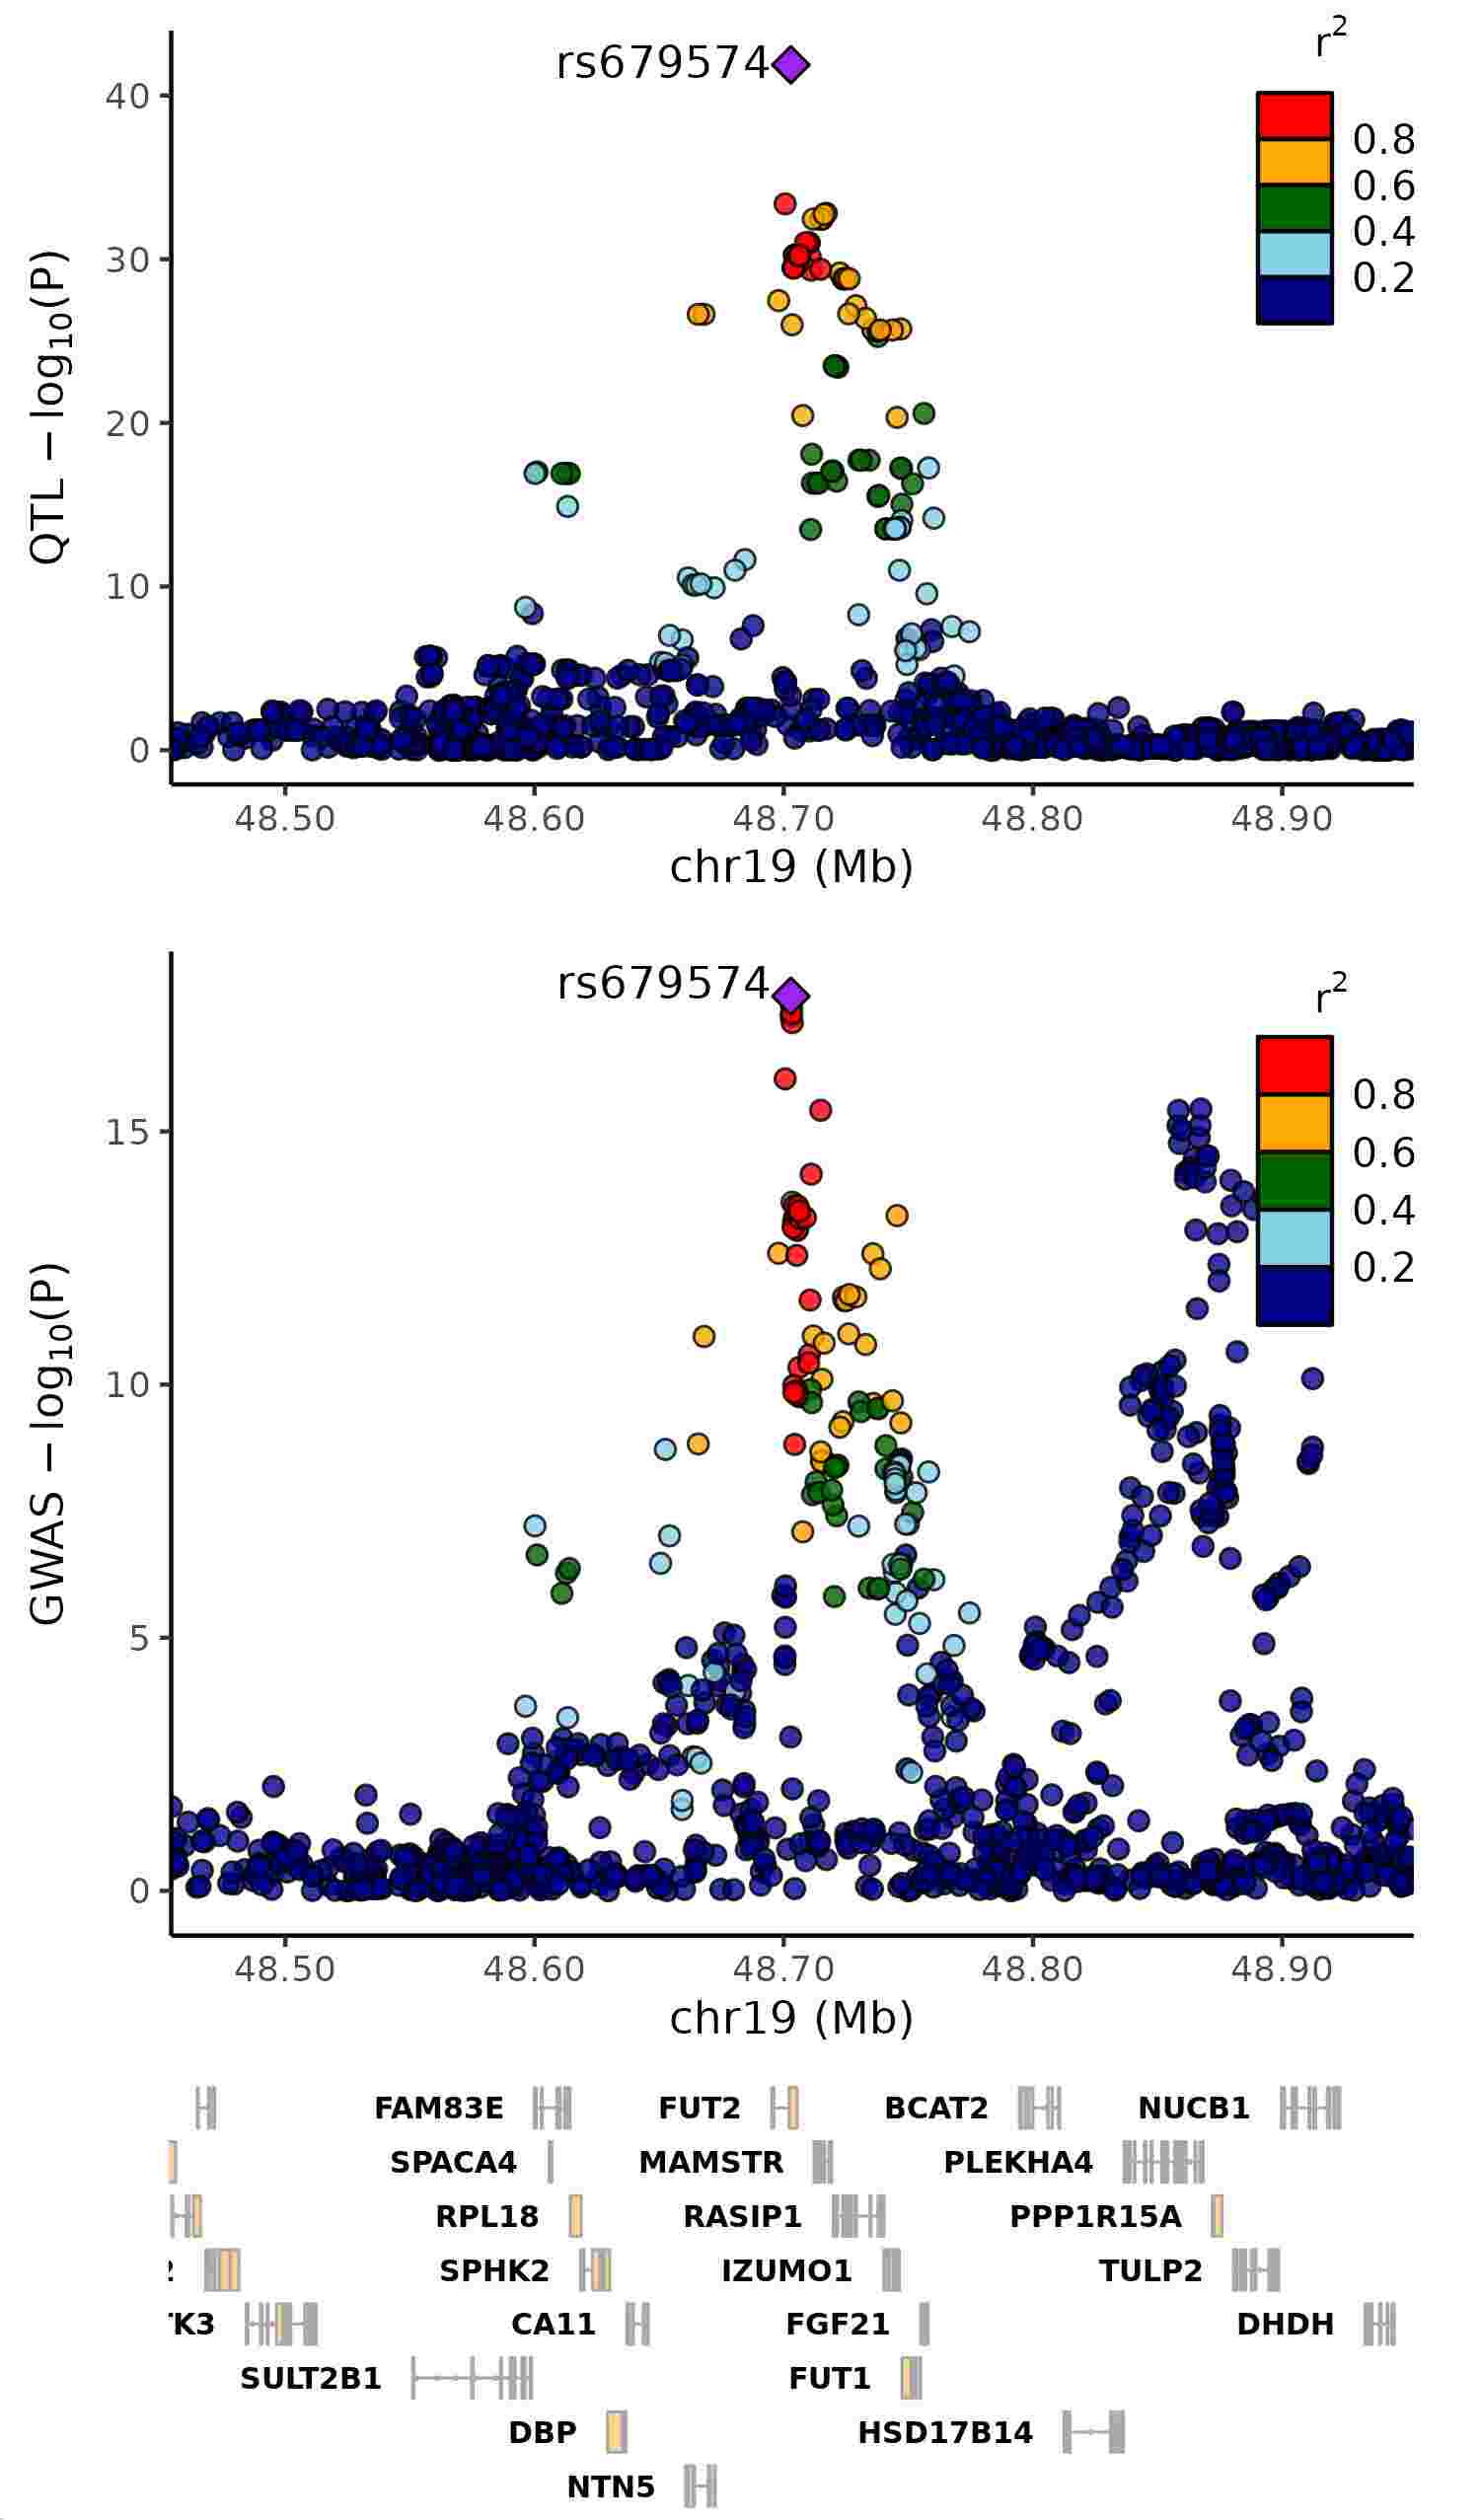 r2
rs679574
40
30
20
10
0
0.8
0.6
0.4
0.2
QTL −log10(P)
48.50 48.60 48.70 48.80 48.90
chr19 (Mb)
rs679574
r2
15
10
5
0
0.8
0.6
0.4
0.2
GWAS −log10(P)
48.50 48.60 48.70 48.80 48.90
chr19 (Mb)
FAM83E FUT2 BCAT2 NUCB1
SPACA4 MAMSTR PLEKHA4
RPL18 RASIP1 PPP1R15A
SPHK2 IZUMO1 TULP2
K3 CA11 FGF21 DHDH
SULT2B1 FUT1
DBP HSD17B14
NTN5